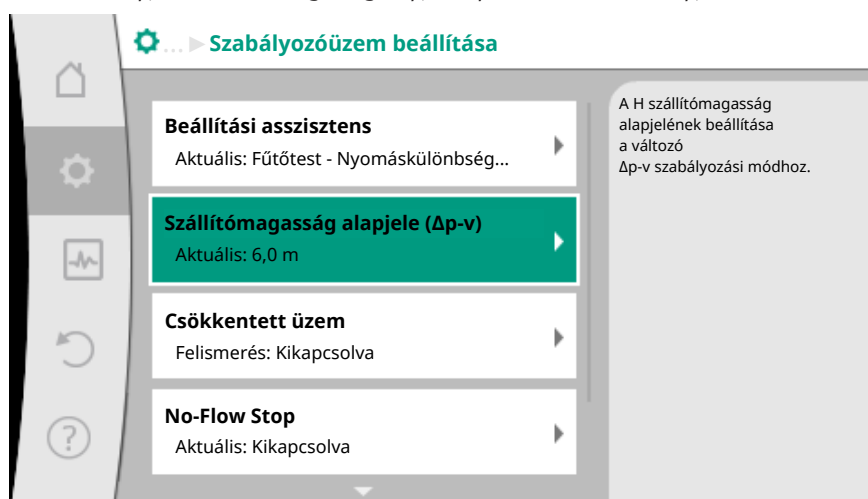 ... Szabályozóüzem beállítása
Beállítási asszisztens
Aktuális: Fűtőtest - Nyomáskülönbség...
Szállítómagasság alapjele (Δp-v)
Aktuális: 6,0 m
Csökkentett üzem
Felismerés: Kikapcsolva
No-Flow Stop
Aktuális: Kikapcsolva
A H szállítómagasság
alapjelének beállítása
a változó
Δp-v szabályozási módhoz.
?